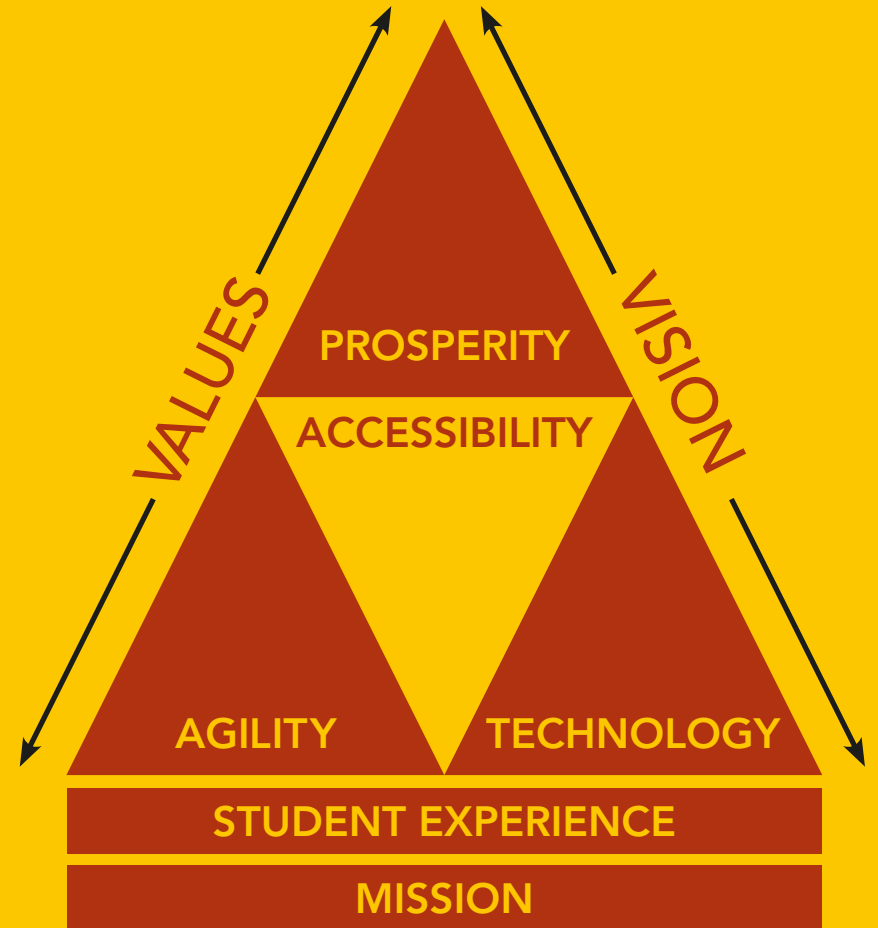 VALUES
VISION
PROSPERITY
ACCESSIBILITY
AGILITY
TECHNOLOGY
STUDENT EXPERIENCE
MISSION